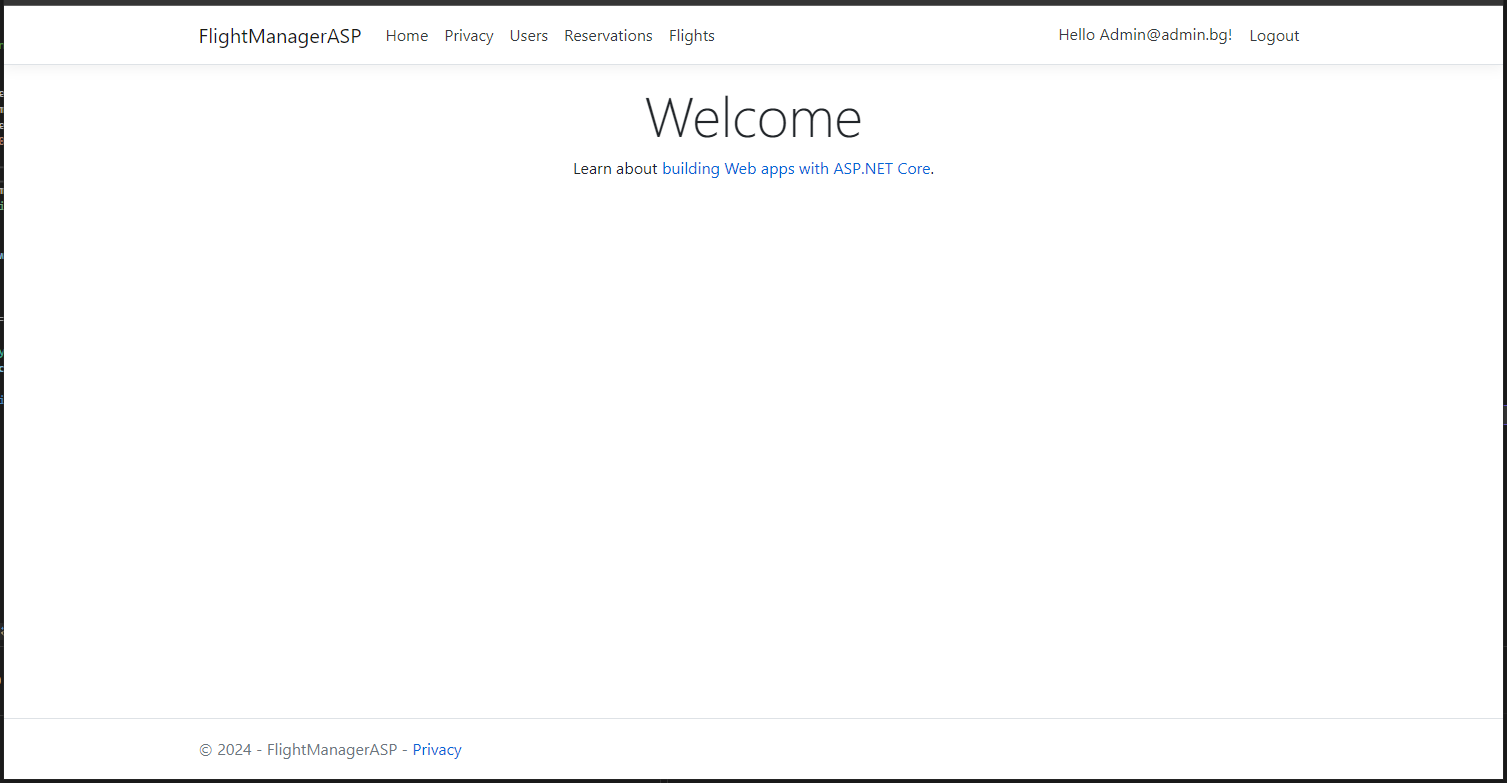 FlightManagerASP Home Privacy Users Reservations Flights Hello Admin@admin.bg! Logout
Welcome
Learn about building Web apps with ASP.NET Core.
© 2024 - FlightManagerASP - Privacy